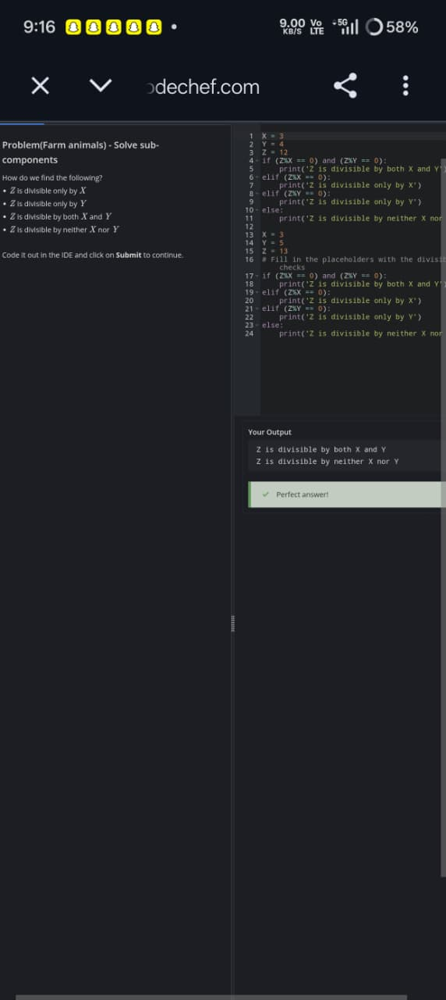 9:16
9.00 KB/S
Vo LTE
5G
58%
dechef.com
Problem(Farm animals) - Solve sub-
components
How do we find the following?
• Z is divisible only by X
• Z is divisible only by Y
• Z is divisible by both X and Y
• Z is divisible by neither X nor Y
Code it out in the IDE and click on Submit to continue.
1 X = 3
2 Y = 4
3 Z = 12
4 if (Z%X == 0) and (Z%Y == 0):
5 print('Z is divisible by both X and Y')
6 elif (Z%X == 0):
7 print('Z is divisible only by X')
8 elif (Z%Y == 0):
9 print('Z is divisible only by Y')
10 else:
11 print('Z is divisible by neither X nor
12
13 X = 3
14 Y = 5
15 Z = 13
16 # Fill in the placeholders with the
checks
17 if (Z%X == 0) and (Z%Y == 0):
18 print('Z is divisible by both X and Y')
19 elif (Z%X == 0):
20 print('Z is divisible only by X')
21 elif (Z%Y == 0):
22 print('Z is divisible only by Y')
23 else:
24 print('Z is divisible by neither X nor
Your Output
Z is divisible by both X and Y
Z is divisible by neither X nor Y
Perfect answer!